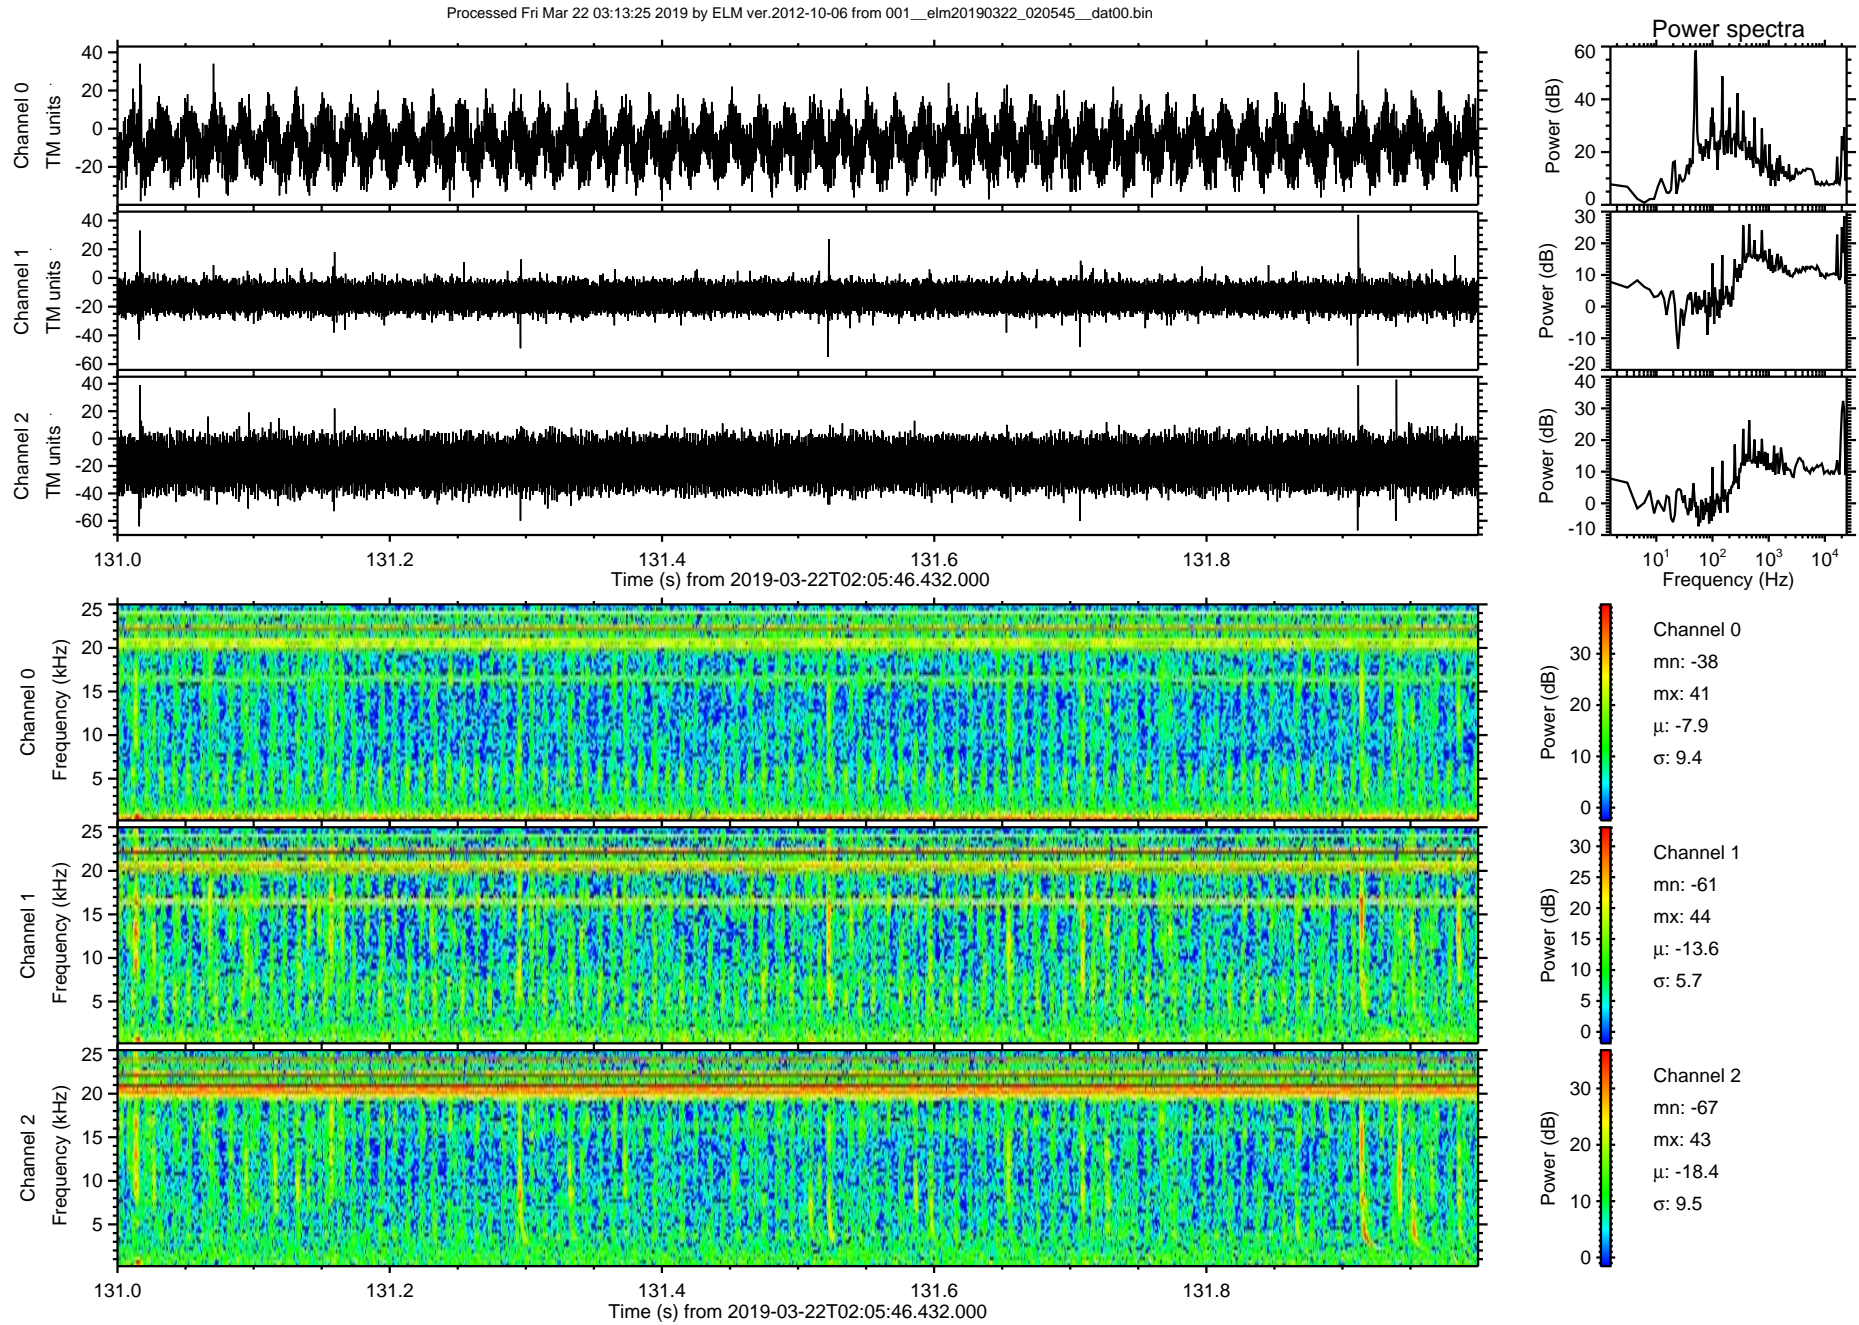 Processed Fri Mar 22 03:13:25 2019 by ELM ver.2012-10-06 from 001__elm20190322_020545__dat00.bin
Power spectra
Channel 0
TM units
40
20
0
-20
Power (dB)
60
40
20
0
Channel 1
TM units
40
20
0
-20
-40
-60
Power (dB)
30
20
10
0
-10
-20
Channel 2
TM units
40
20
0
-20
-40
-60
Power (dB)
40
30
20
10
0
-10
131.0 131.2 131.4 131.6 131.8
Time (s) from 2019-03-22T02:05:46.432.000
10^1 10^2 10^3 10^4
Frequency (Hz)
Channel 0
Frequency (kHz)
25
20
15
10
5
Power (dB)
30
20
10
0
Channel 0
mn: -38
mx: 41
μ: -7.9
σ: 9.4
Channel 1
Frequency (kHz)
25
20
15
10
5
Power (dB)
30
25
20
15
10
5
0
Channel 1
mn: -61
mx: 44
μ: -13.6
σ: 5.7
Channel 2
Frequency (kHz)
25
20
15
10
5
Power (dB)
30
20
10
0
Channel 2
mn: -67
mx: 43
μ: -18.4
σ: 9.5
131.0 131.2 131.4 131.6 131.8
Time (s) from 2019-03-22T02:05:46.432.000